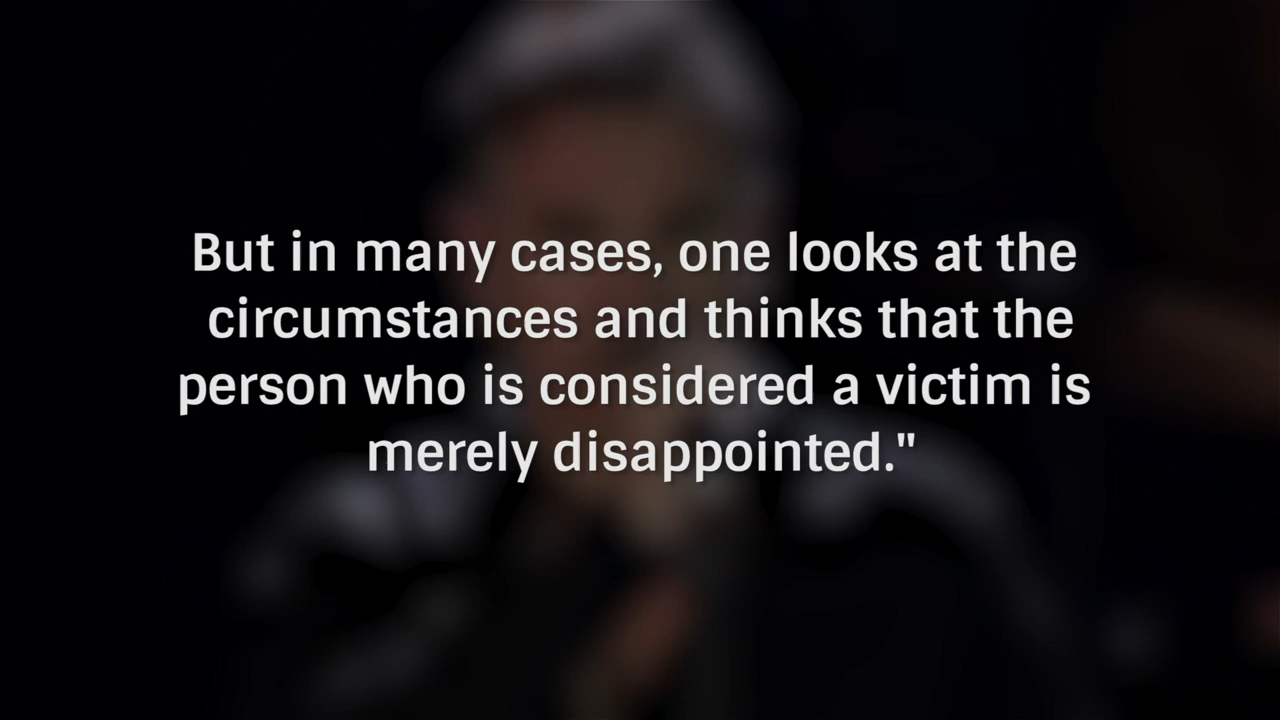 But in many cases, one looks at the
circumstances and thinks that the
person who is considered a victim is
merely disappointed."